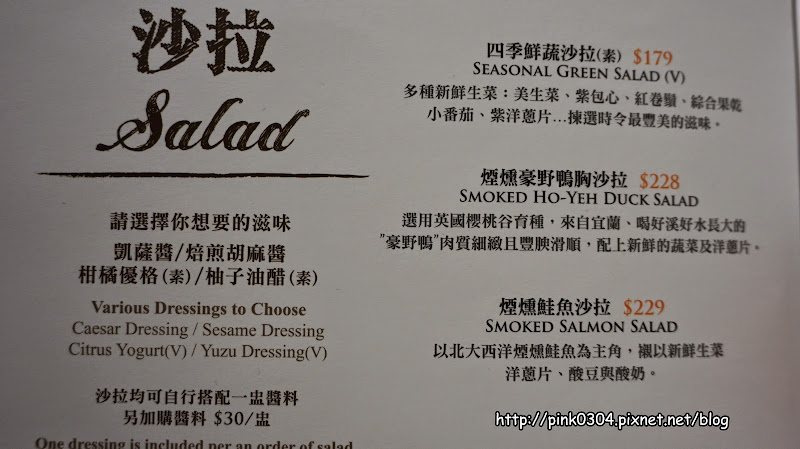 沙拉
Salad
請選擇你想要的滋味
凱薩醬/焙煎胡麻醬
柑橘優格(素)/柚子油醋(素)
Various Dressings to Choose
Caesar Dressing / Sesame Dressing
Citrus Yogurt(V) / Yuzu Dressing(V)
沙拉均可自行搭配一盅醬料
另加購醬料 $30/盅
One dressing is included per an order of salad
四季鮮蔬沙拉(素) $179
SEASONAL GREEN SALAD (V)
多種新鮮生菜：美生菜、紫包心、紅卷鬚、綜合果乾
小番茄、紫洋蔥片…揀選時令最豐美的滋味。
煙燻豪野鴨胸沙拉 $228
SMOKED HO-YEH DUCK SALAD
選用英國櫻桃谷育種，來自宜蘭、喝好溪好水長大的
"豪野鴨"肉質細緻且豐腴滑順，配上新鮮的蔬菜及洋蔥片。
煙燻鮭魚沙拉 $229
SMOKED SALMON SALAD
以北大西洋煙燻鮭魚為主角，襯以新鮮生菜
洋蔥片、酸豆與酸奶。
http://pink0304.pixnet.net/blog